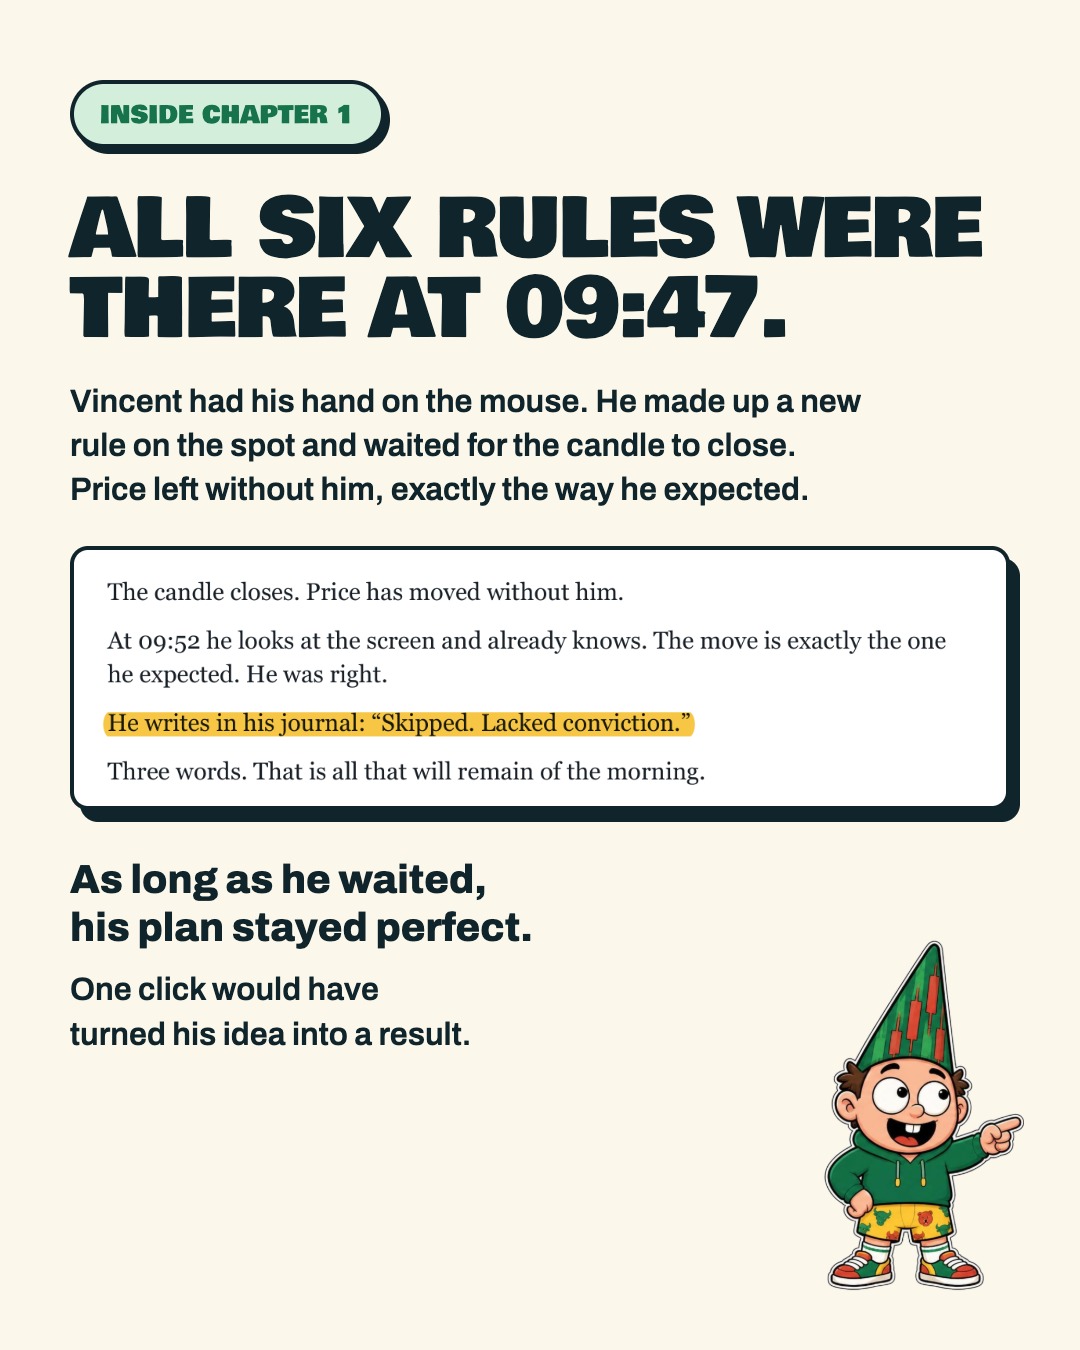 INSIDE CHAPTER 1
ALL SIX RULES WERE
THERE AT 09:47.
Vincent had his hand on the mouse. He made up a new
rule on the spot and waited for the candle to close.
Price left without him, exactly the way he expected.
The candle closes. Price has moved without him.
At 09:52 he looks at the screen and already knows. The move is exactly the one
he expected. He was right.
He writes in his journal: “Skipped. Lacked conviction.”
Three words. That is all that will remain of the morning.
As long as he waited,
his plan stayed perfect.
One click would have
turned his idea into a result.